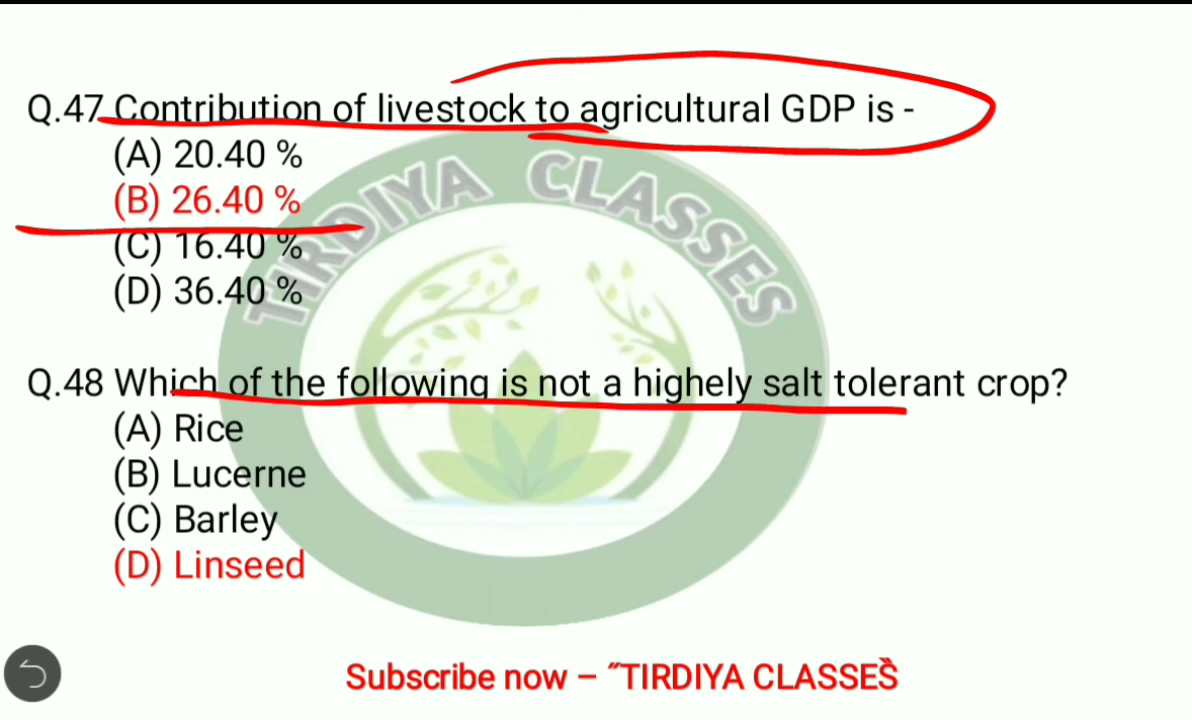 Q.47 Contribution of livestock to agricultural GDP is -
(A) 20.40 %
(B) 26.40 %
(C) 16.40 %
(D) 36.40 %
TIRDIYA CLASSES
Q.48 Which of the following is not a highely salt tolerant crop?
(A) Rice
(B) Lucerne
(C) Barley
(D) Linseed
Subscribe now – ˝TIRDIYA CLASSES̏